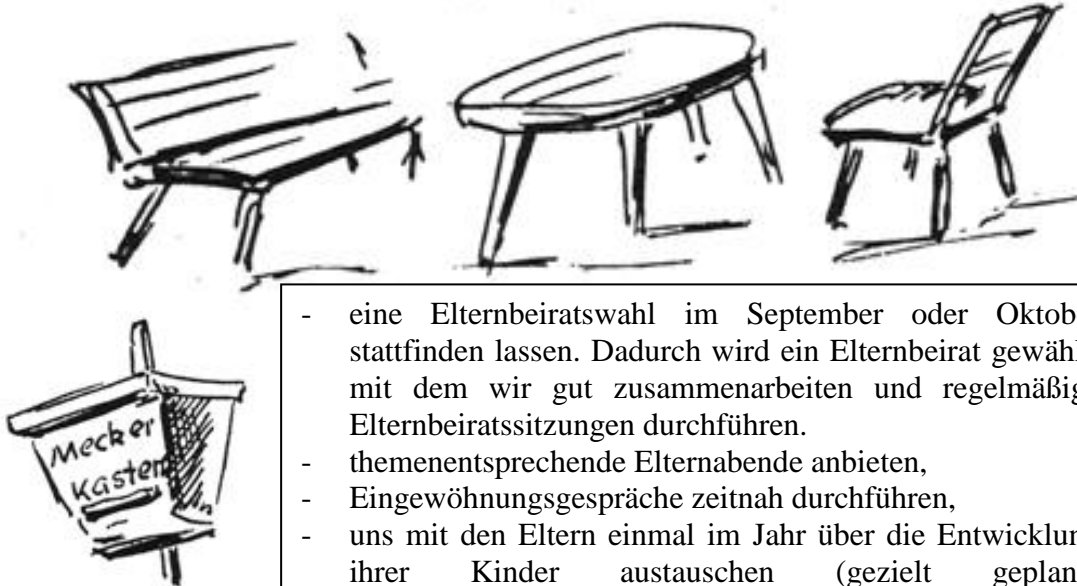 Mecker
Kasten
- eine Elternbeiratswahl im September oder Oktob
stattfinden lassen. Dadurch wird ein Elternbeirat gewähl
mit dem wir gut zusammenarbeiten und regelmäßig
Elternbeiratssitzungen durchführen.
- themenentsprechende Elternabende anbieten,
- Eingewöhnungsgespräche zeitnah durchführen,
- uns mit den Eltern einmal im Jahr über die Entwicklun
ihrer Kinder austauschen (gezielt geplan